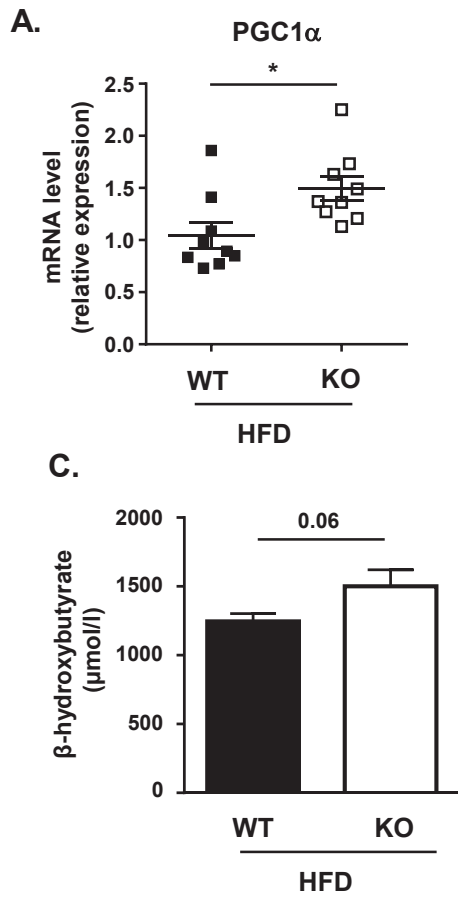 A.
PGC1α
*
mRNA level
(relative expression)
2.5
2.0
1.5
1.0
0.5
0.0
WT KO
HFD
C.
0.06
β-hydroxybutyrate
(µmol/l)
2000
1500
1000
500
0
WT KO
HFD